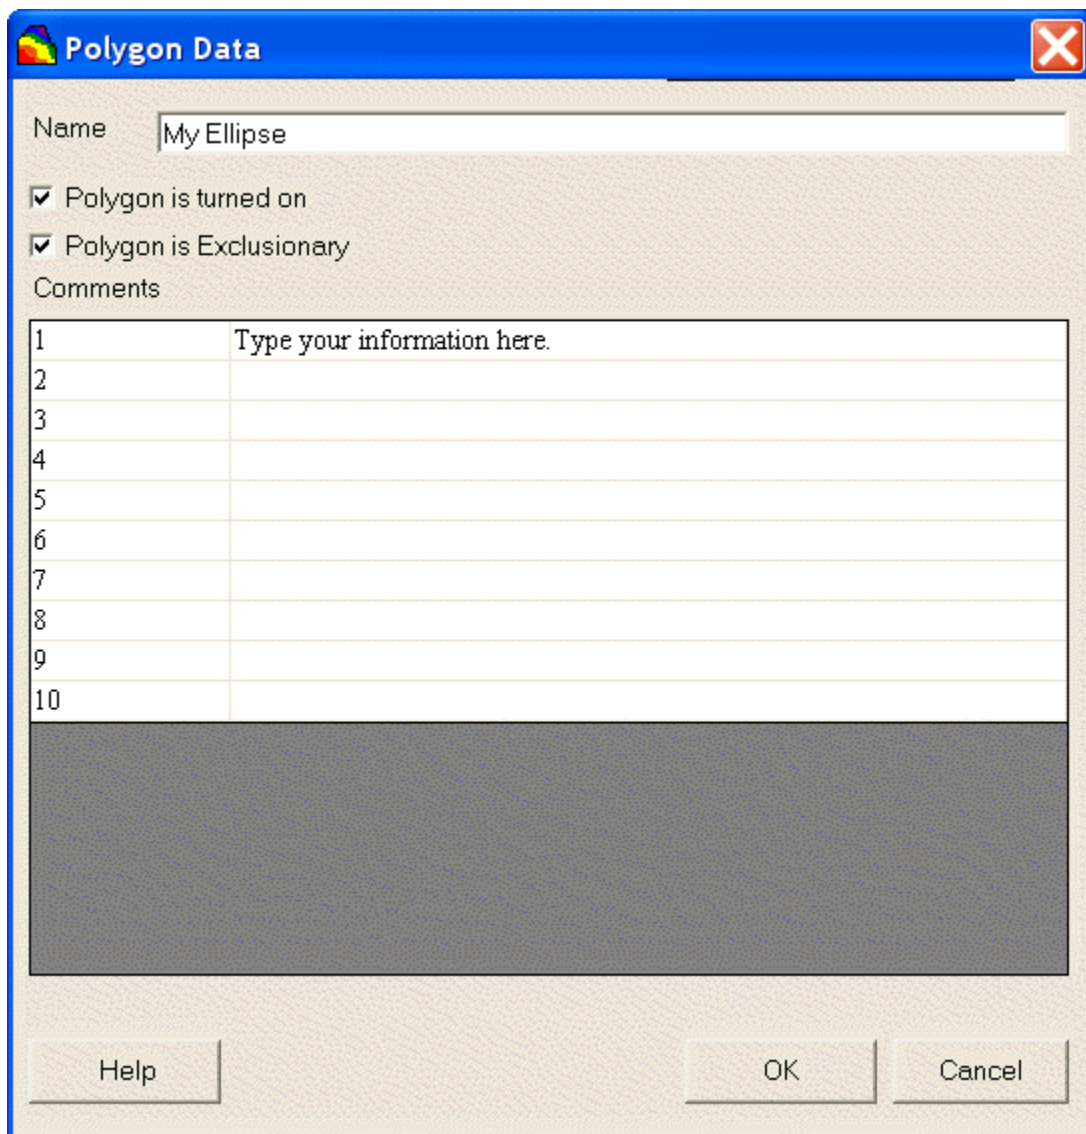 Polygon Data
Name My Ellipse
Polygon is turned on
Polygon is Exclusionary
Comments
1 Type your information here.
2
3
4
5
6
7
8
9
10
Help OK Cancel